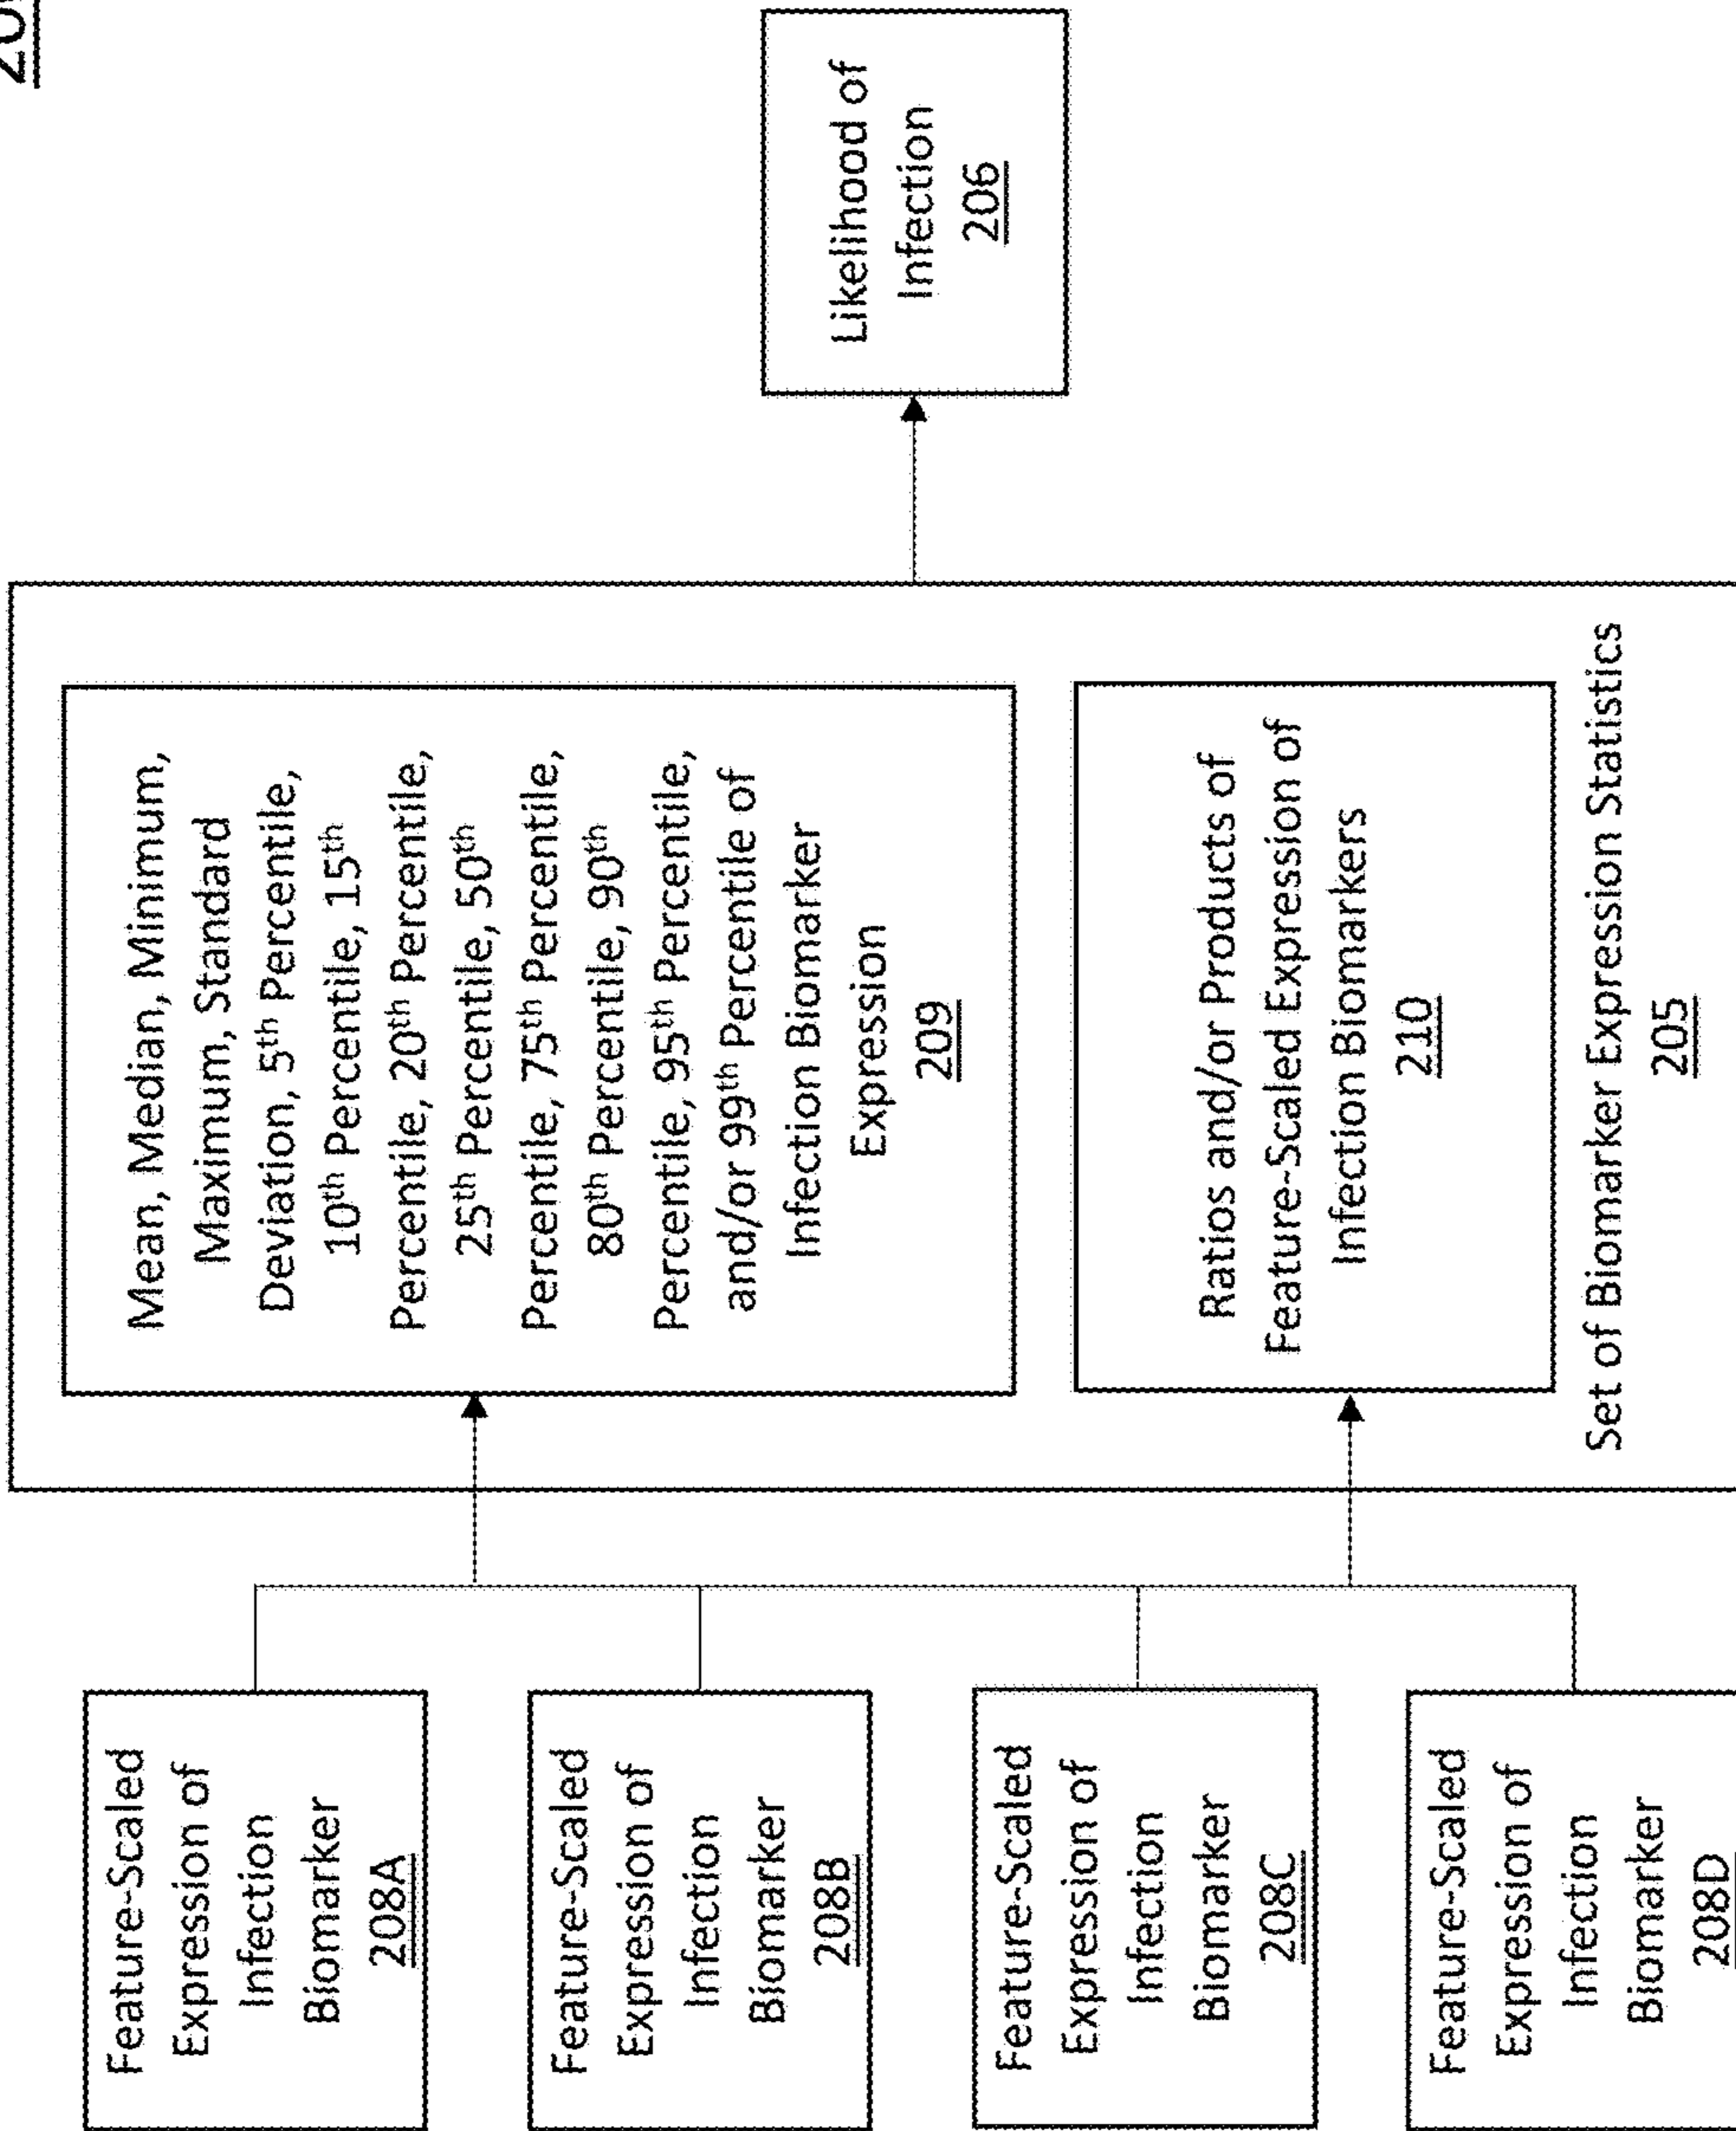 Feature-Scaled
Expression of
Infection
Biomarker
208A
Feature-Scaled
Expression of
Infection
Biomarker
208B
Feature-Scaled
Expression of
Infection
Biomarker
208C
Feature-Scaled
Expression of
Infection
Biomarker
208D
Mean, Median, Minimum,
Maximum, Standard
Deviation, 5th Percentile,
10th Percentile, 15th
Percentile, 20th Percentile,
25th Percentile, 50th
Percentile, 75th Percentile,
80th Percentile, 90th
Percentile, 95th Percentile,
and/or 99th Percentile of
Infection Biomarker
Expression
209
Ratios and/or Products of
Feature-Scaled Expression of
Infection Biomarkers
210
Set of Biomarker Expression Statistics
205
Likelihood of
Infection
206